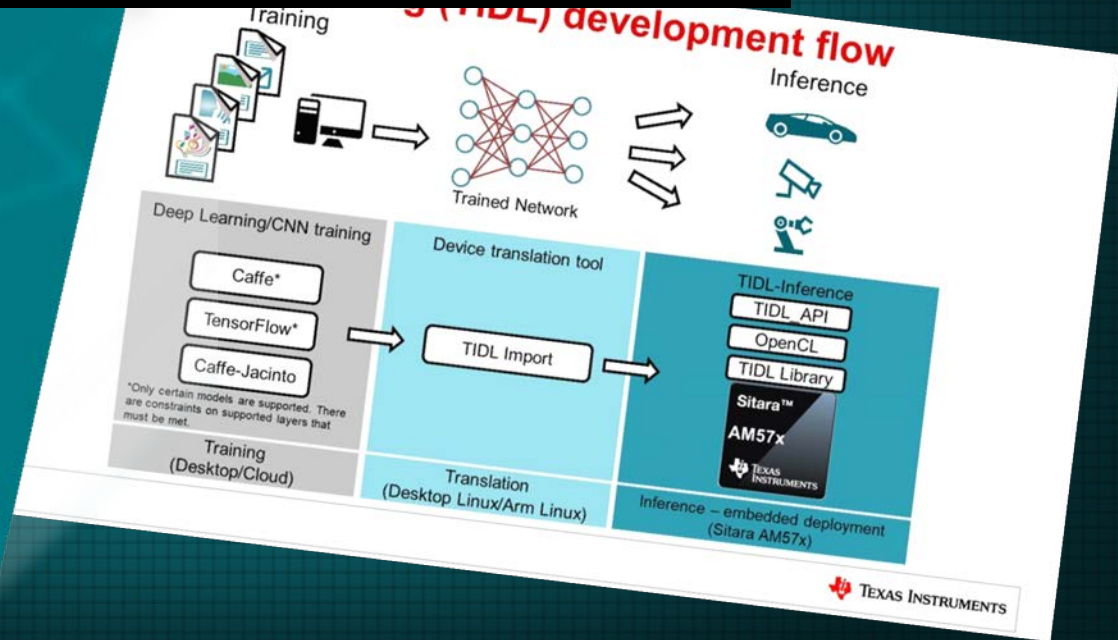 (TIDL) development flow
Training
Inference
Trained Network
Deep Learning/CNN training
Caffe*
TensorFlow*
Caffe-Jacinto
*Only certain models are supported. There
are constraints on supported layers that
must be met.
Training
(Desktop/Cloud)
Device translation tool
TIDL Import
Translation
(Desktop Linux/Arm Linux)
TIDL-Inference
TIDL_API
OpenCL
TIDL Library
Sitara™
AM57x
TEXAS
INSTRUMENTS
Inference – embedded deployment
(Sitara AM57x)
TEXAS INSTRUMENTS